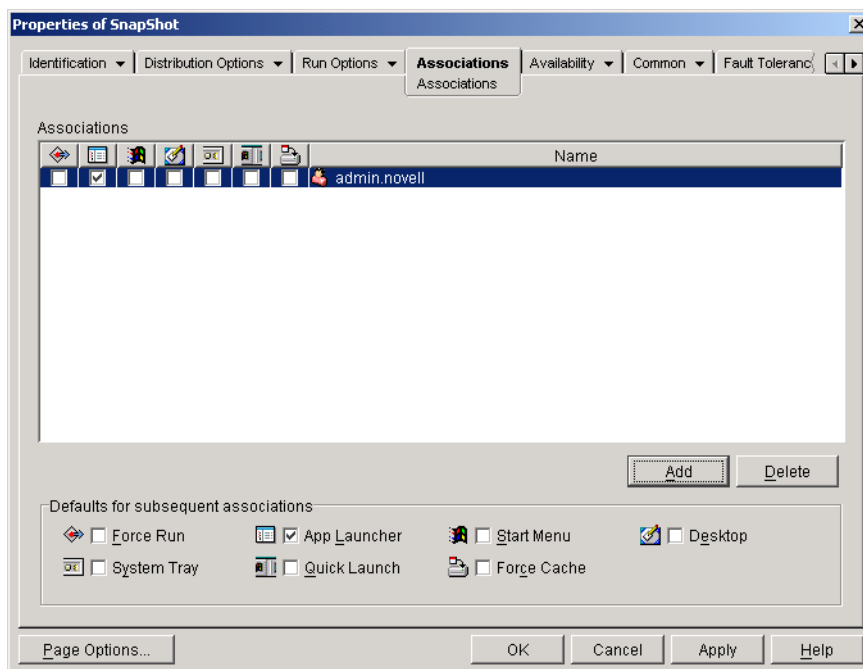 Properties of SnapShot
Identification Distribution Options Run Options Associations Availability Common Fault Toleranc
Associations
Associations
Name
admin.novell
Add Delete
Defaults for subsequent associations
Force Run App Launcher Start Menu Desktop
System Tray Quick Launch Force Cache
Page Options... OK Cancel Apply Help